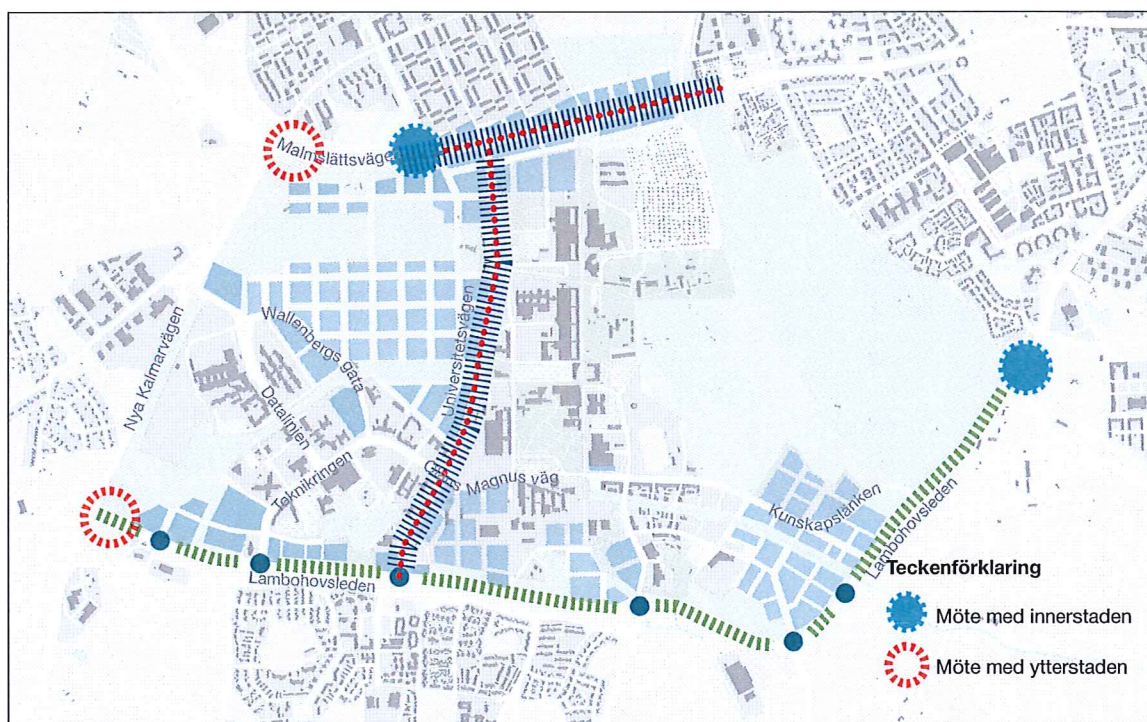 Malmslättsvägen
Wallenbergs gata
Universitetsvägen
Nya Kalmarvägen
Datalinjen
Teknikringen
Olaus Magnus väg
Kunskapslänken
Lambohovsleden
Lambohovsleden
Teckenförklaring
Möte med innerstaden
Möte med ytterstaden